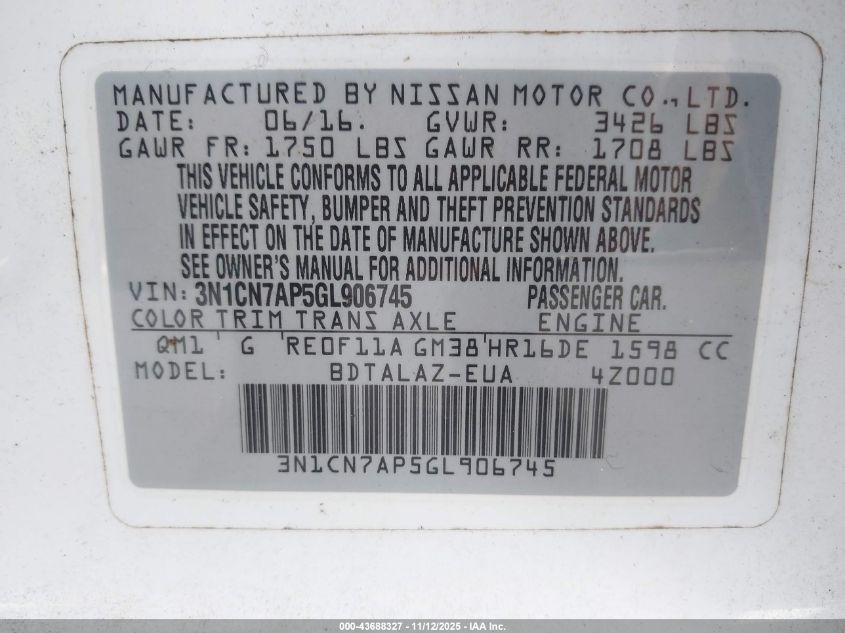 MANUFACTURED BY NISSAN MOTOR CO., LTD.
DATE: 06/16. GVWR: 3426 LBS
GAWR FR: 1750 LBS GAWR RR: 1708 LBS
THIS VEHICLE CONFORMS TO ALL APPLICABLE FEDERAL MOTOR
VEHICLE SAFETY, BUMPER AND THEFT PREVENTION STANDARDS
IN EFFECT ON THE DATE OF MANUFACTURE SHOWN ABOVE.
SEE OWNER'S MANUAL FOR ADDITIONAL INFORMATION.
VIN: 3N1CN7AP5GL906745 PASSENGER CAR.
COLOR TRIM TRANS AXLE ENGINE
QM1 G RE0F11A GM38 HR16DE 1598 CC
MODEL: BDTALAZ-EUA 4Z000
3N1CN7AP5GL906745
000-43688327 - 11/12/2025 - IAA Inc.